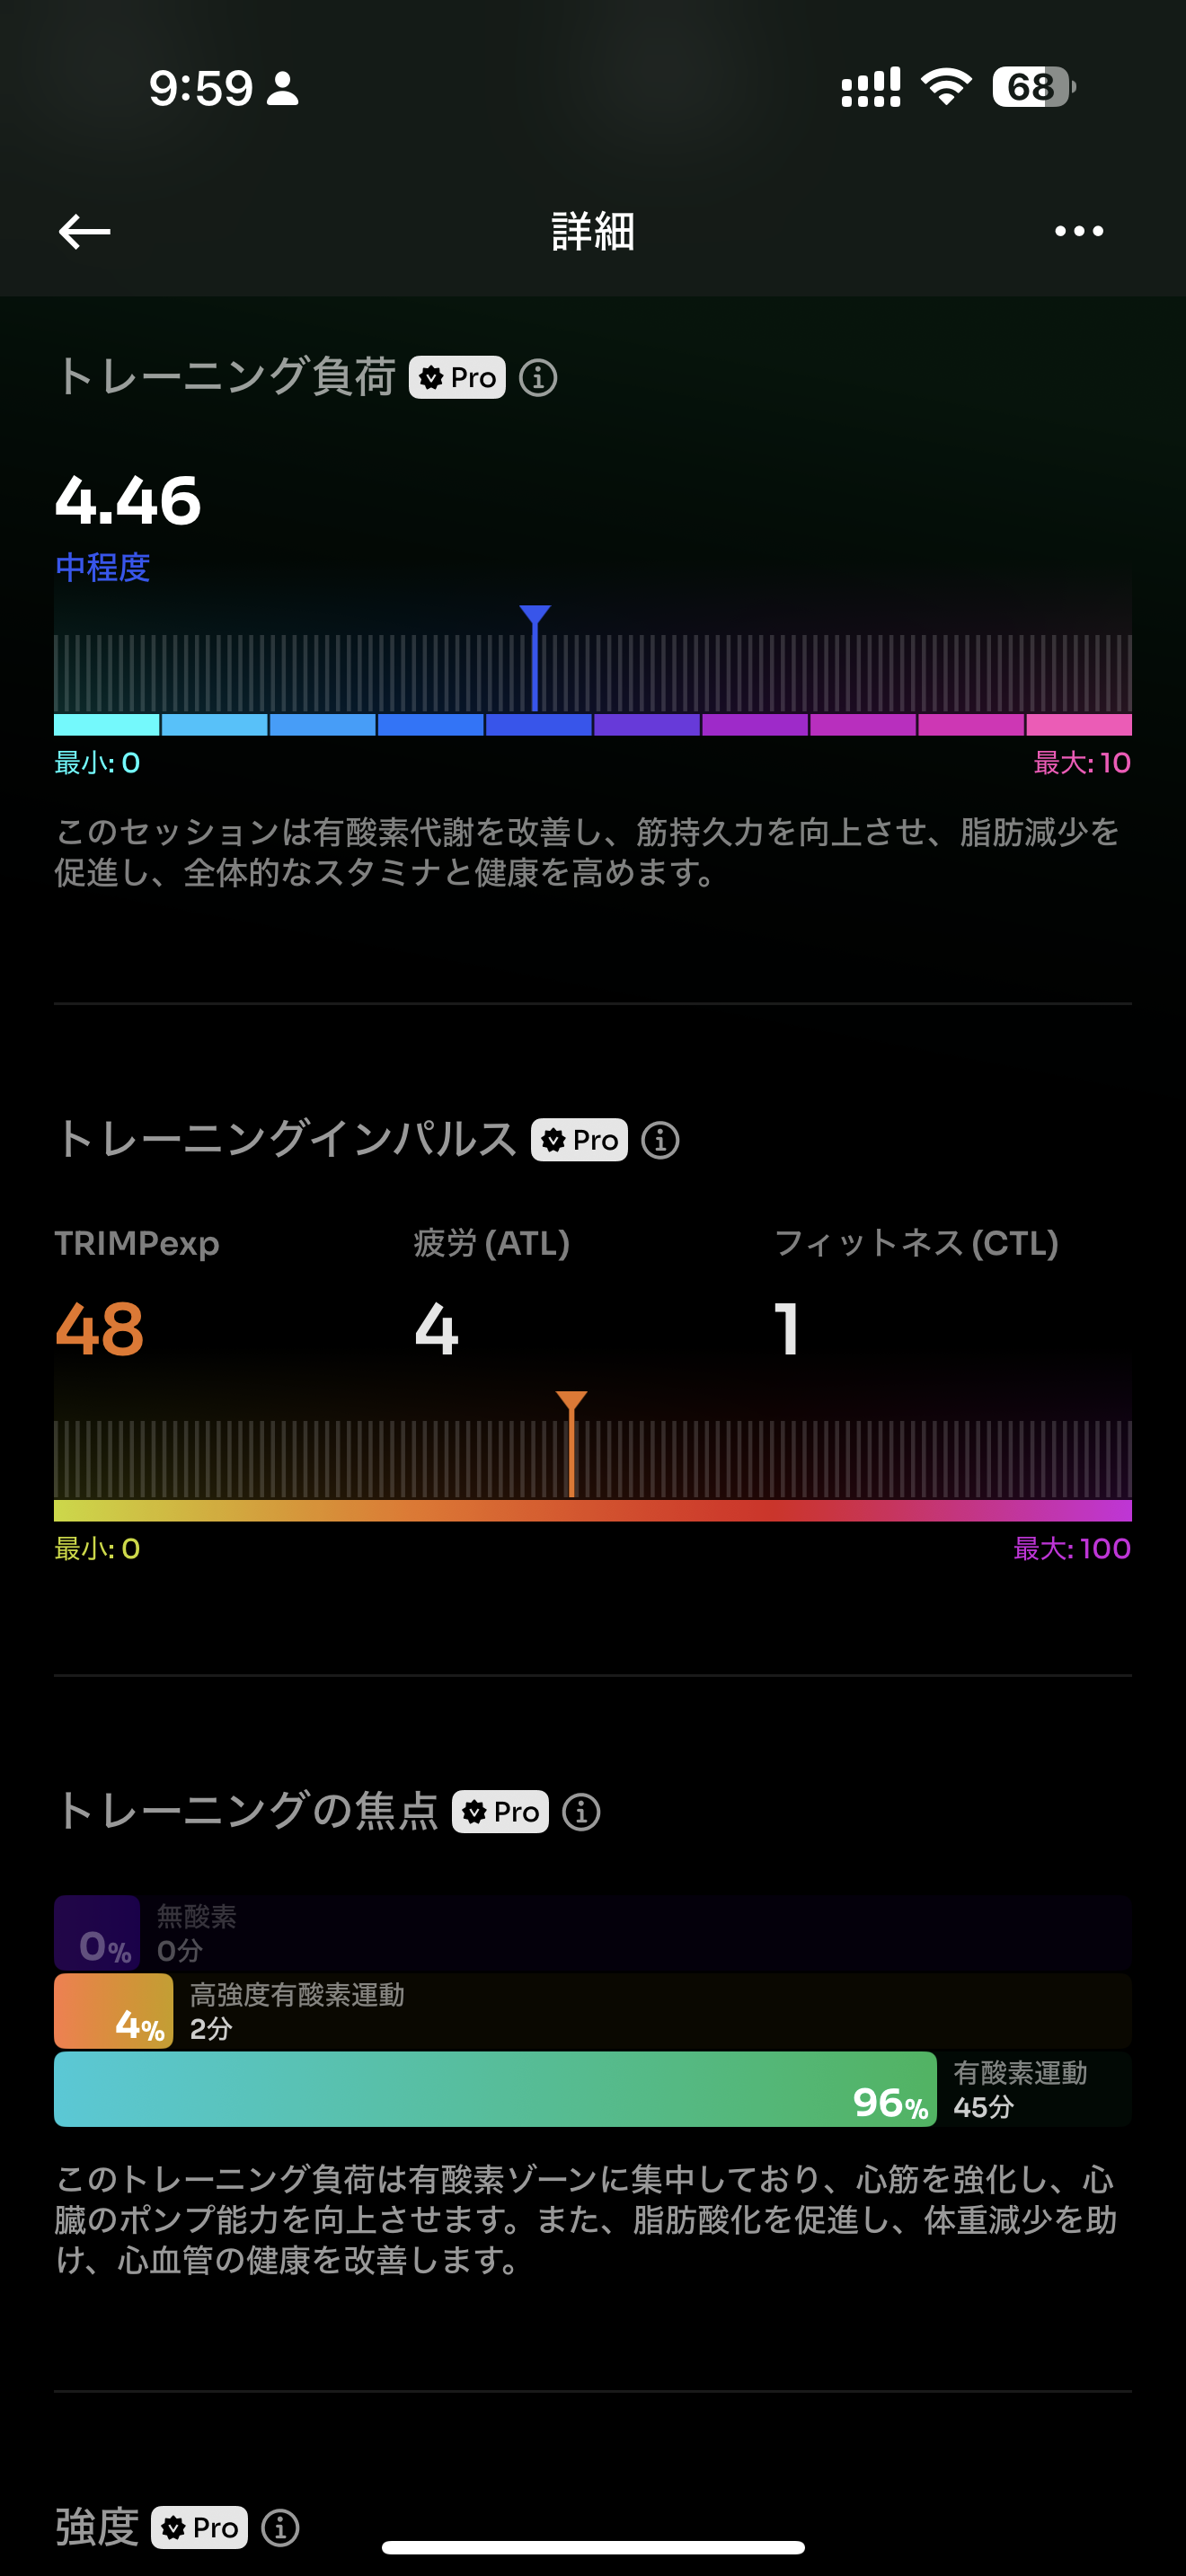 9:59
68
詳細
トレーニング負荷 Pro
4.46
中程度
最小: 0
最大: 10
このセッションは有酸素代謝を改善し、筋持久力を向上させ、脂肪減少を
促進し、全体的なスタミナと健康を高めます。
トレーニングインパルス Pro
TRIMPexp
疲労 (ATL)
フィットネス (CTL)
48
4
1
最小: 0
最大: 100
トレーニングの焦点 Pro
0%
無酸素
0分
4%
高強度有酸素運動
2分
96%
有酸素運動
45分
このトレーニング負荷は有酸素ゾーンに集中しており、心筋を強化し、心
臓のポンプ能力を向上させます。また、脂肪酸化を促進し、体重減少を助
け、心血管の健康を改善します。
強度 Pro